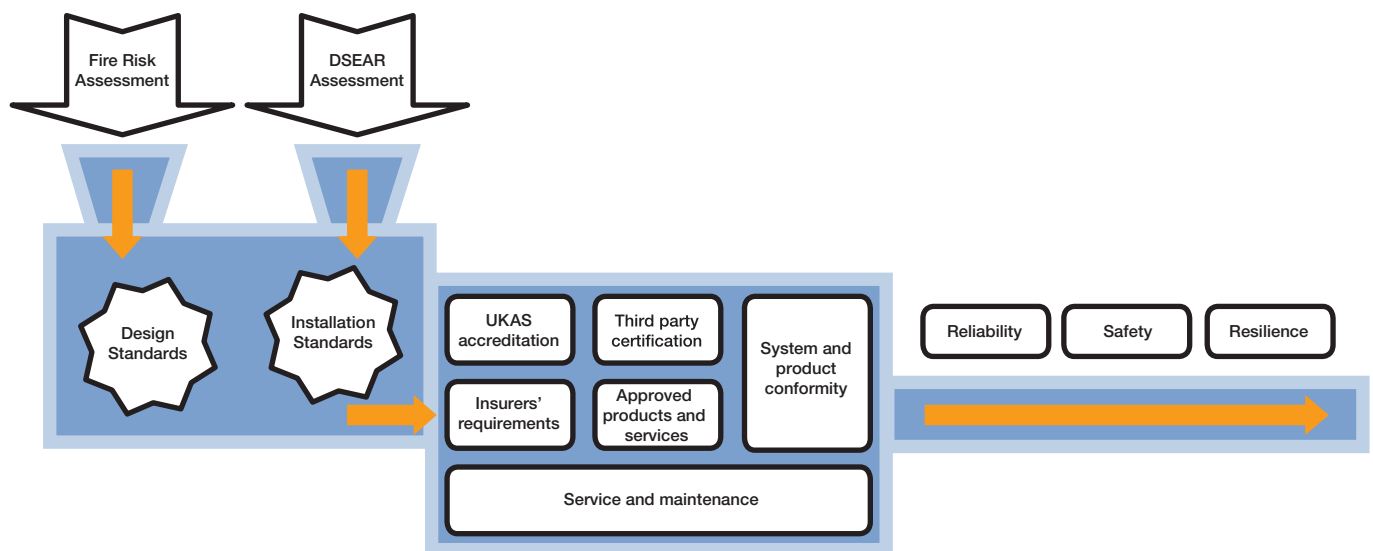 Fire Risk
Assessment
DSEAR
Assessment
Design
Standards
Installation
Standards
UKAS
accreditation
Third party
certification
System and
product
conformity
Insurers'
requirements
Approved
products and
services
Service and maintenance
Reliability
Safety
Resilience